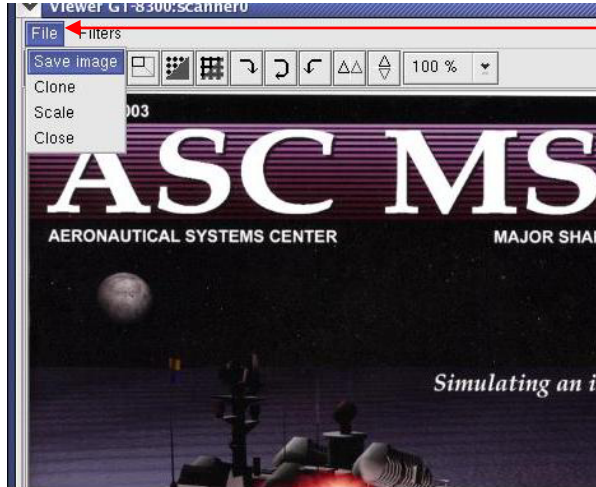 Viewer GT-8300:scanner0
File Filters
Save image
100 %
Clone
Scale
Close
03
ASC MS
AERONAUTICAL SYSTEMS CENTER
MAJOR SHA
Simulating an i